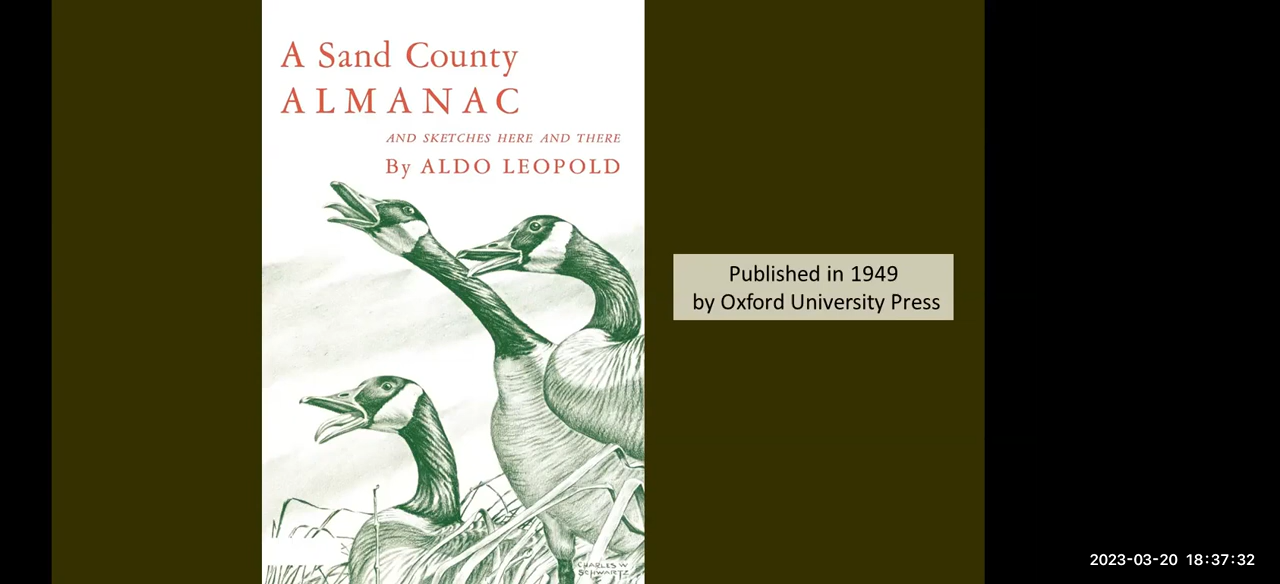 A Sand County
ALMANAC
AND SKETCHES HERE AND THERE
By ALDO LEOPOLD
Published in 1949
by Oxford University Press
CHARLES W
SCHWARTZ
2023-03-20 18:37:32